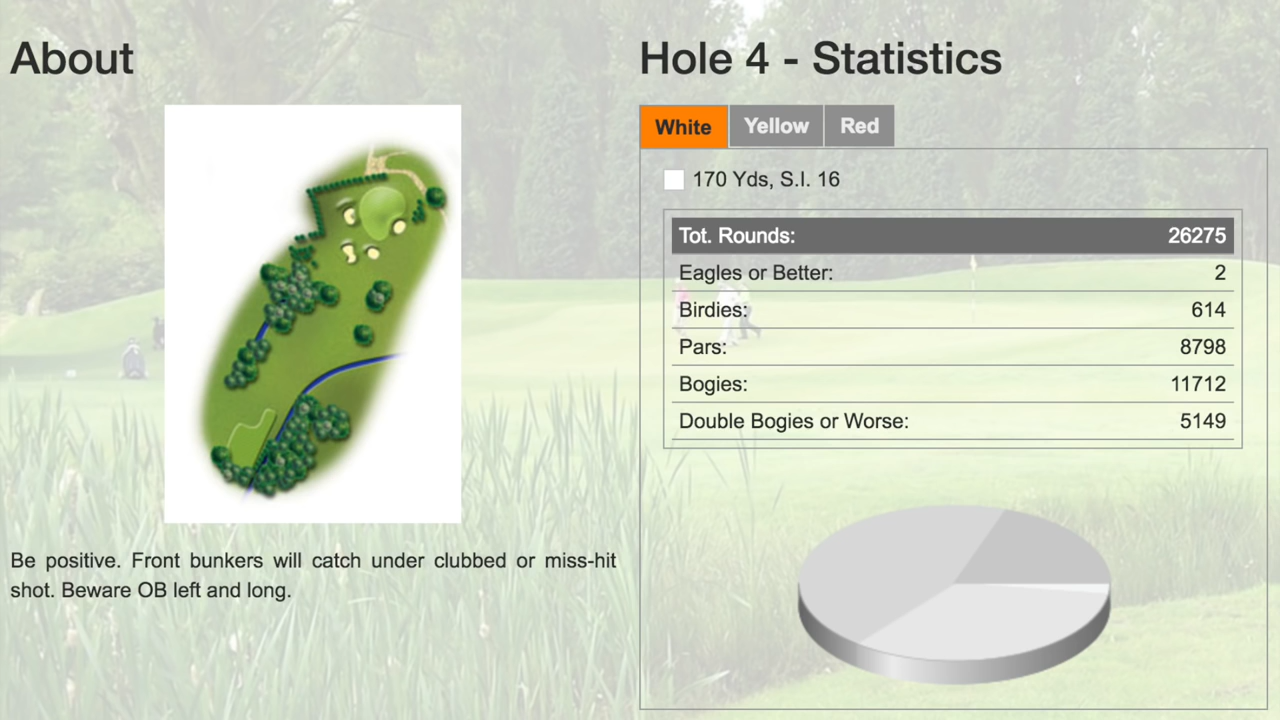 About
Be positive. Front bunkers will catch under clubbed or miss-hit
shot. Beware OB left and long.
Hole 4 - Statistics
White Yellow Red
170 Yds, S.I. 16
Tot. Rounds: 26275
Eagles or Better: 2
Birdies: 614
Pars: 8798
Bogies: 11712
Double Bogies or Worse: 5149